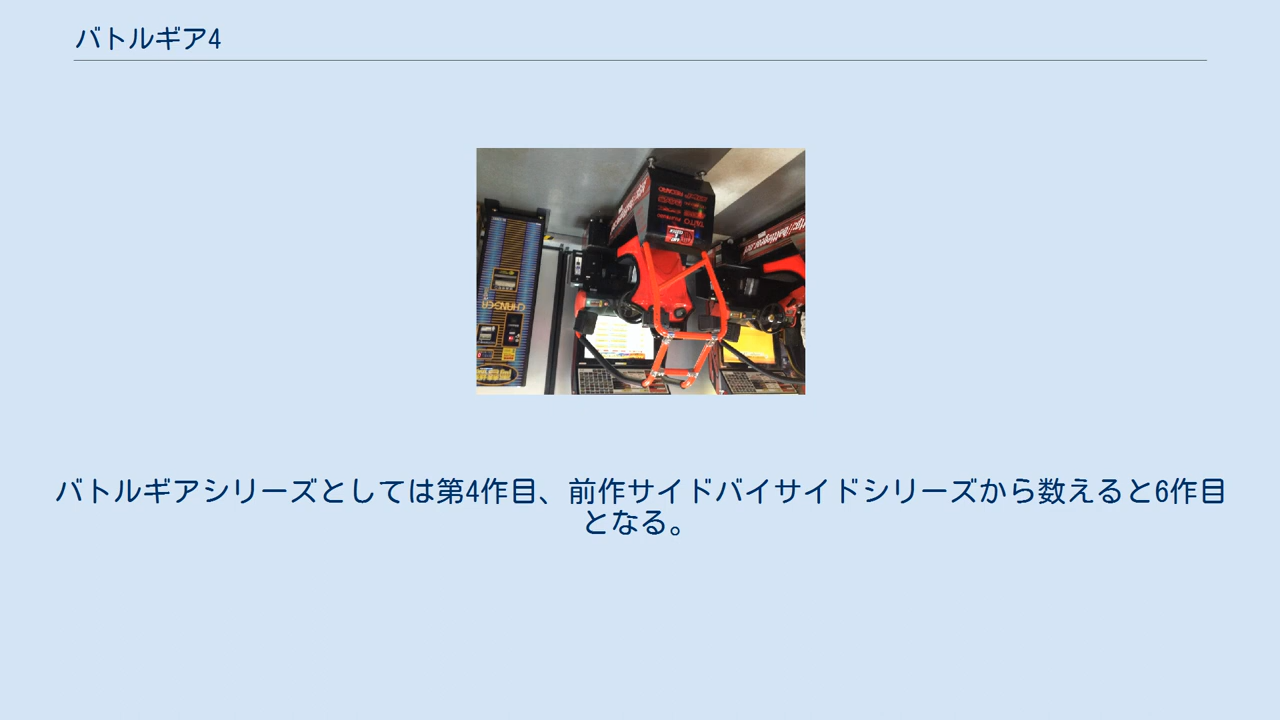 バトルギア4
CHANGER
TAITO
バトルギアシリーズとしては第4作目、前作サイドバイサイドシリーズから数えると6作目
となる。